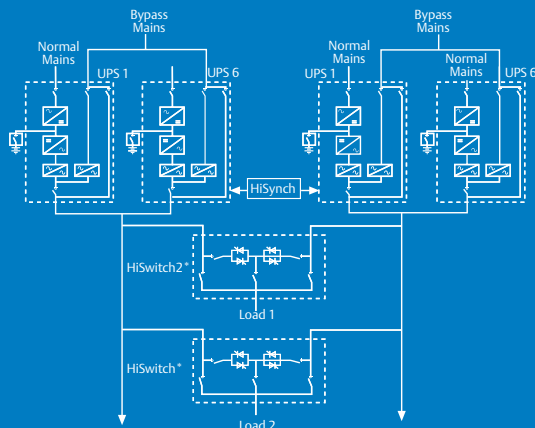 Bypass
Mains
Bypass
Mains
Normal
Mains
UPS 1
UPS 6
Normal
Mains
UPS 1
Normal
Mains
UPS 6
HiSynch
HiSwitch2*
Load 1
HiSwitch*
Load 2